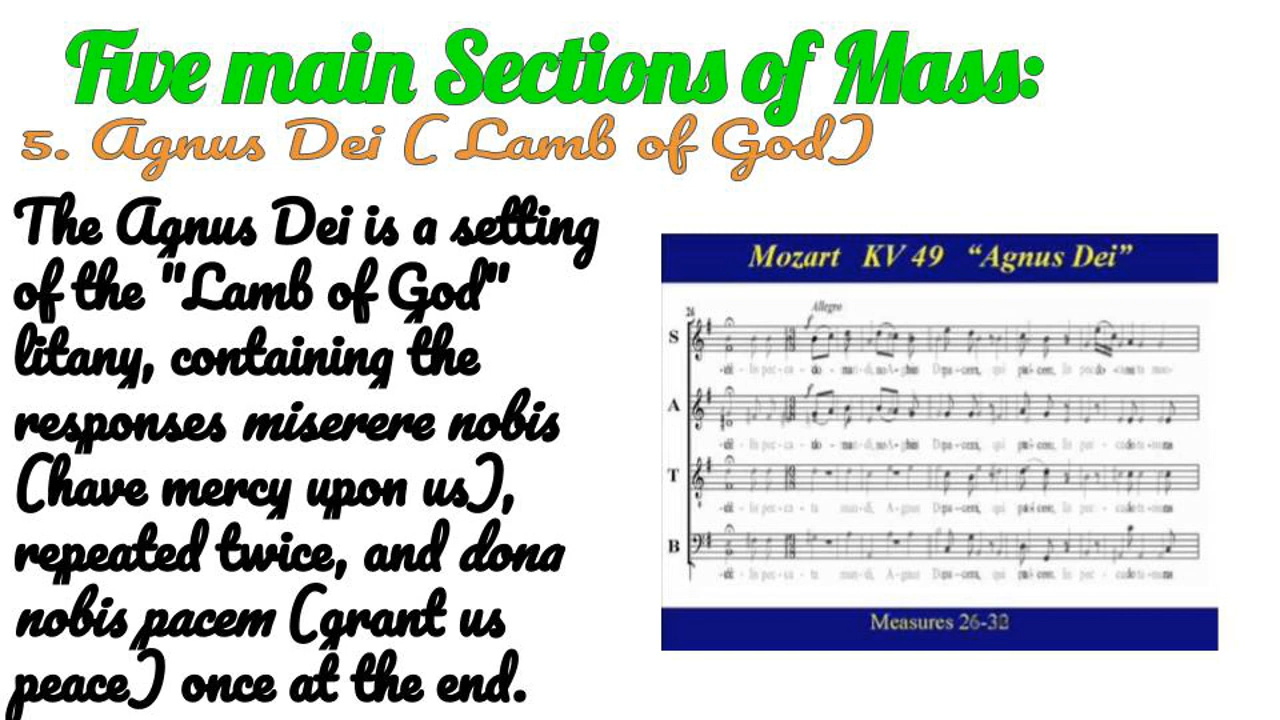 Five main Sections of Mass:
5. Agnus Dei ( Lamb of God)
The Agnus Dei is a setting
of the "Lamb of God"
litany, containing the
responses miserere nobis
(have mercy upon us),
repeated twice, and dona
nobis pacem (grant us
peace) once at the end.
Mozart KV 49 "Agnus Dei"
26
Allegro
f
S
f
A
T
B
Measures 26-32